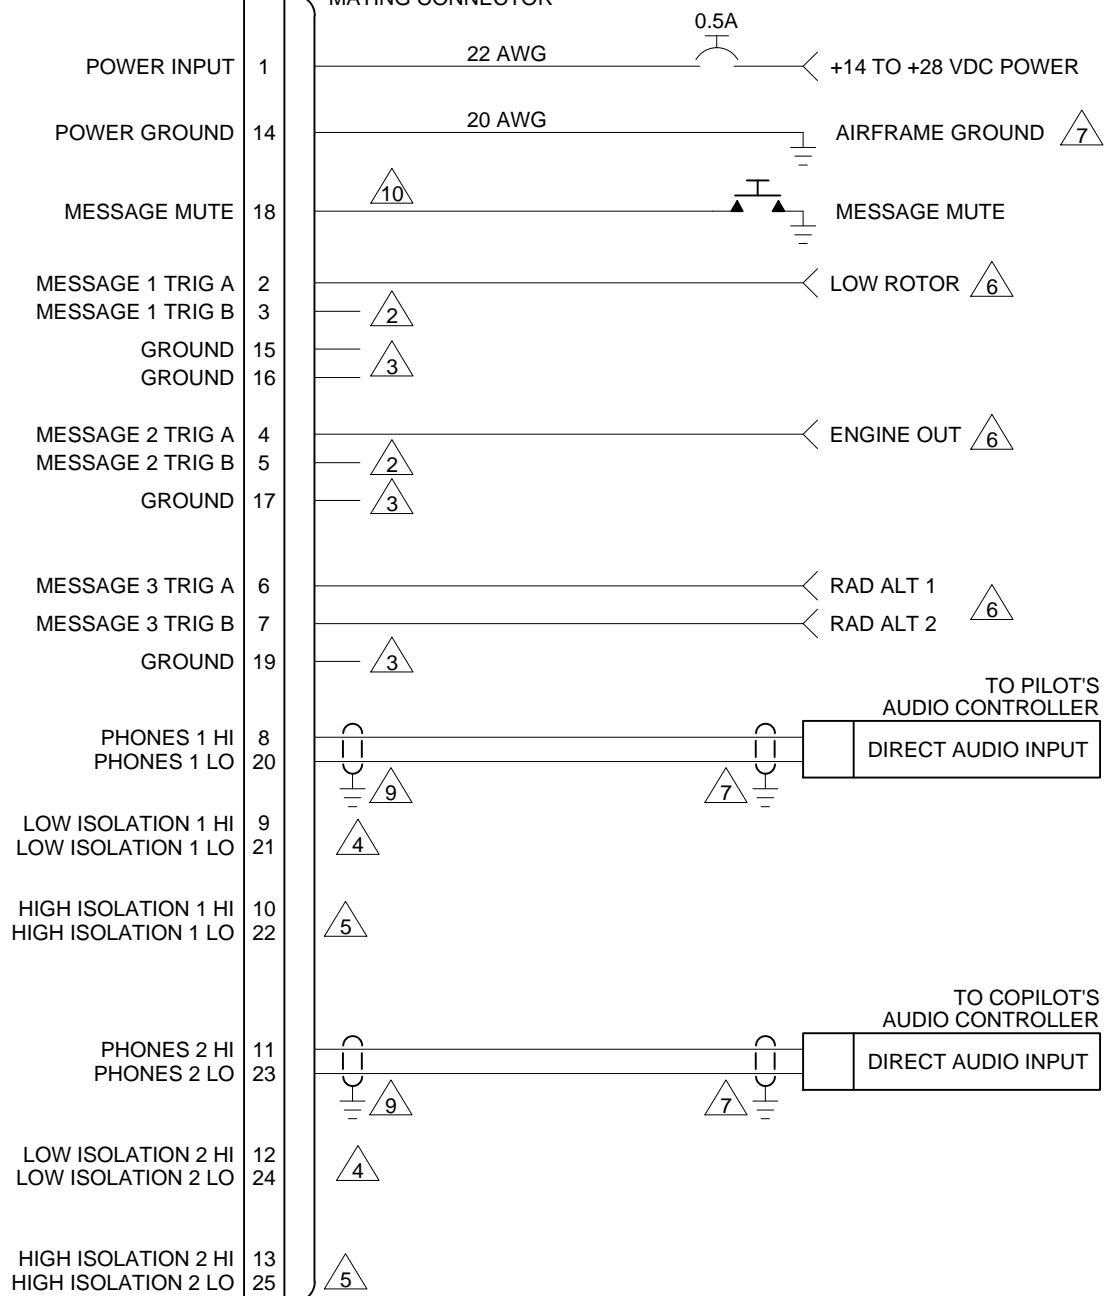 MATING CONNECTOR
0.5A
POWER INPUT 1 22 AWG +14 TO +28 VDC POWER
POWER GROUND 14 20 AWG AIRFRAME GROUND 7
MESSAGE MUTE 18 10 MESSAGE MUTE
MESSAGE 1 TRIG A 2 LOW ROTOR 6
MESSAGE 1 TRIG B 3 2
GROUND 15
GROUND 16 3
MESSAGE 2 TRIG A 4 ENGINE OUT 6
MESSAGE 2 TRIG B 5 2
GROUND 17 3
MESSAGE 3 TRIG A 6 RAD ALT 1
6
MESSAGE 3 TRIG B 7 RAD ALT 2
GROUND 19 3
TO PILOT'S
AUDIO CONTROLLER
PHONES 1 HI 8 DIRECT AUDIO INPUT
PHONES 1 LO 20
9 7
LOW ISOLATION 1 HI 9
LOW ISOLATION 1 LO 21 4
HIGH ISOLATION 1 HI 10
HIGH ISOLATION 1 LO 22 5
TO COPILOT'S
AUDIO CONTROLLER
PHONES 2 HI 11 DIRECT AUDIO INPUT
PHONES 2 LO 23
9 7
LOW ISOLATION 2 HI 12
LOW ISOLATION 2 LO 24 4
HIGH ISOLATION 2 HI 13
HIGH ISOLATION 2 LO 25 5